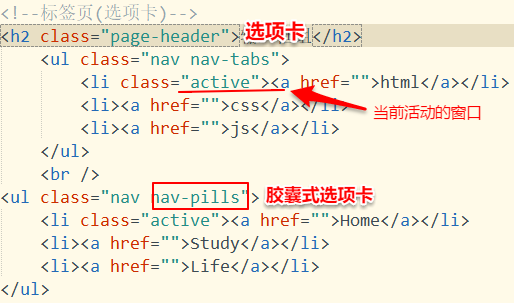 <!--标签页(选项卡)-->
<h2 class="page-header">选项卡</h2>
<ul class="nav nav-tabs">
<li class="active"><a href="">html</a></li>
<li><a href="">css</a></li>
当前活动的窗口
<li><a href="">js</a></li>
</ul>
<br />
<ul class="nav nav-pills"> 胶囊式选项卡
<li class="active"><a href="">Home</a></li>
<li><a href="">Study</a></li>
<li><a href="">Life</a></li>
</ul>